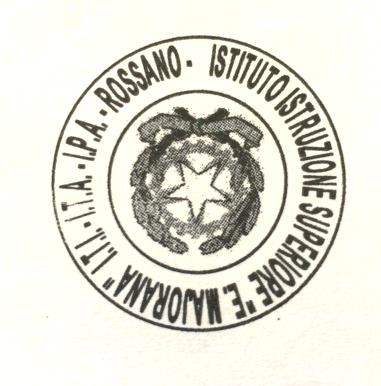 ISTITUTO ISTRUZIONE SUPERIORE "E. MAJORANA" I.T.I. - I.T.A. - I.P.A. - ROSSANO -